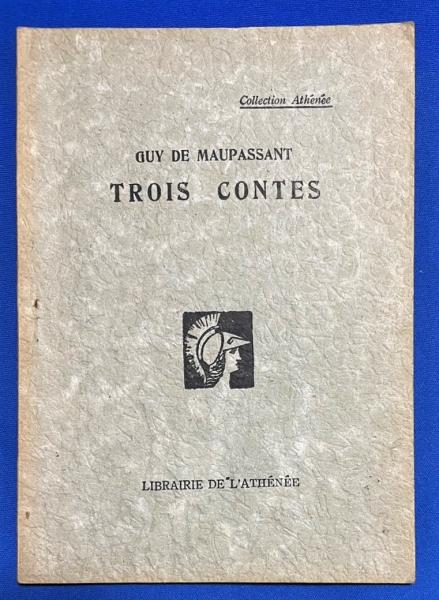 Collection Athénée
GUY DE MAUPASSANT
TROIS CONTES
LIBRAIRIE DE L'ATHÉNÉE